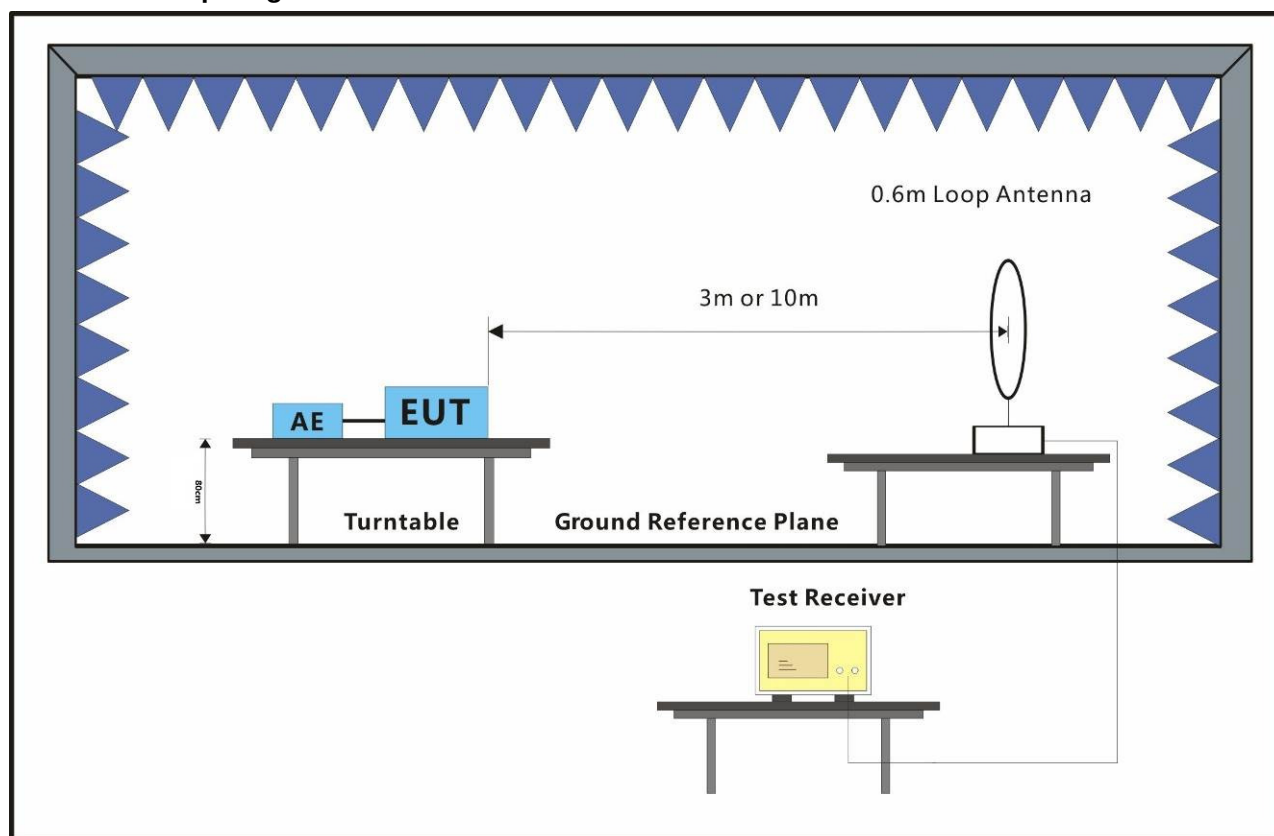 0.6m Loop Antenna
3m or 10m
AE
EUT
80cm
Turntable
Ground Reference Plane
Test Receiver